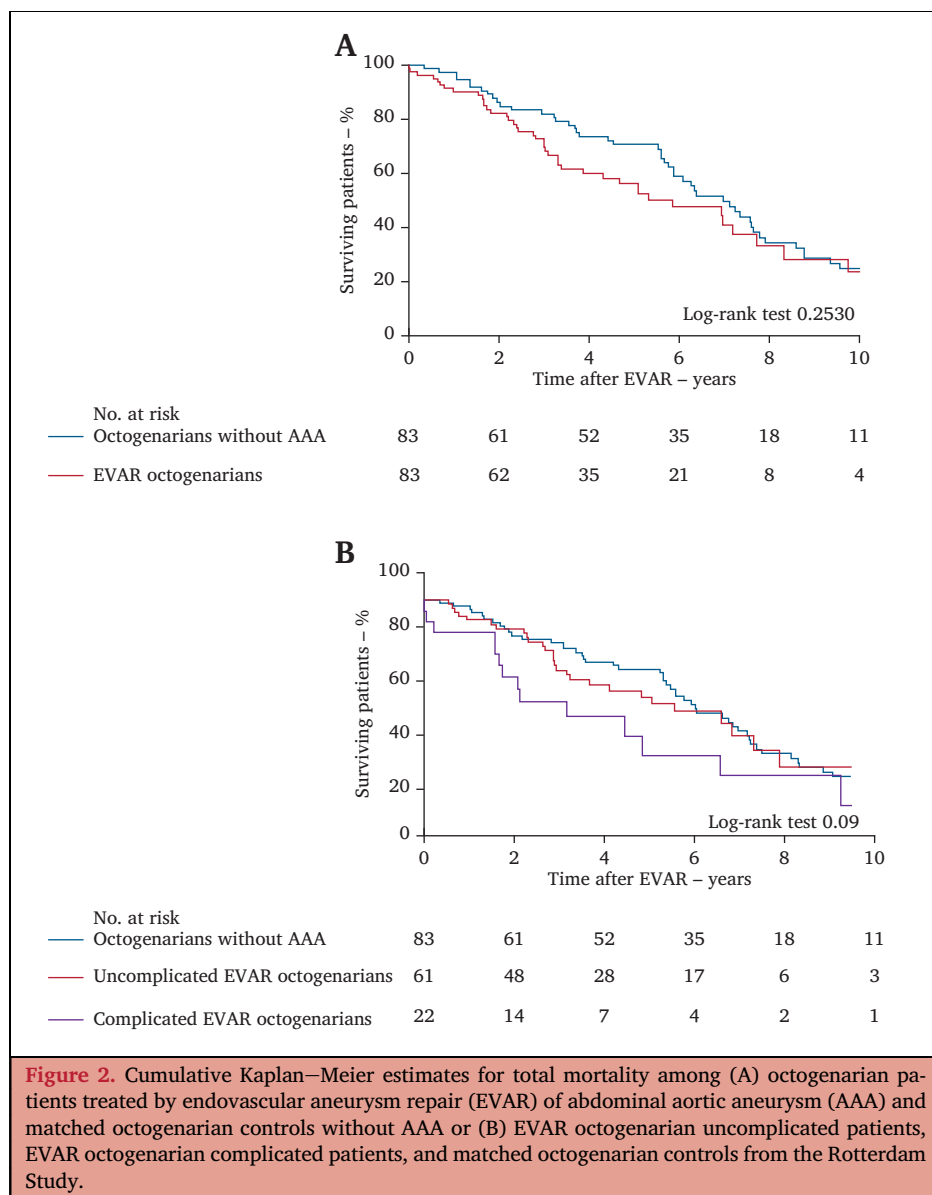 A
100
80
60
40
20
0
Surviving patients – %
Log-rank test 0.2530
0 2 4 6 8 10
Time after EVAR – years
No. at risk
Octogenarians without AAA 83 61 52 35 18 11
EVAR octogenarians 83 62 35 21 8 4
B
100
80
60
40
20
0
Surviving patients – %
Log-rank test 0.09
0 2 4 6 8 10
Time after EVAR – years
No. at risk
Octogenarians without AAA 83 61 52 35 18 11
Uncomplicated EVAR octogenarians 61 48 28 17 6 3
Complicated EVAR octogenarians 22 14 7 4 2 1
Figure 2. Cumulative Kaplan–Meier estimates for total mortality among (A) octogenarian pa-
tients treated by endovascular aneurysm repair (EVAR) of abdominal aortic aneurysm (AAA) and
matched octogenarian controls without AAA or (B) EVAR octogenarian uncomplicated patients,
EVAR octogenarian complicated patients, and matched octogenarian controls from the Rotterdam
Study.